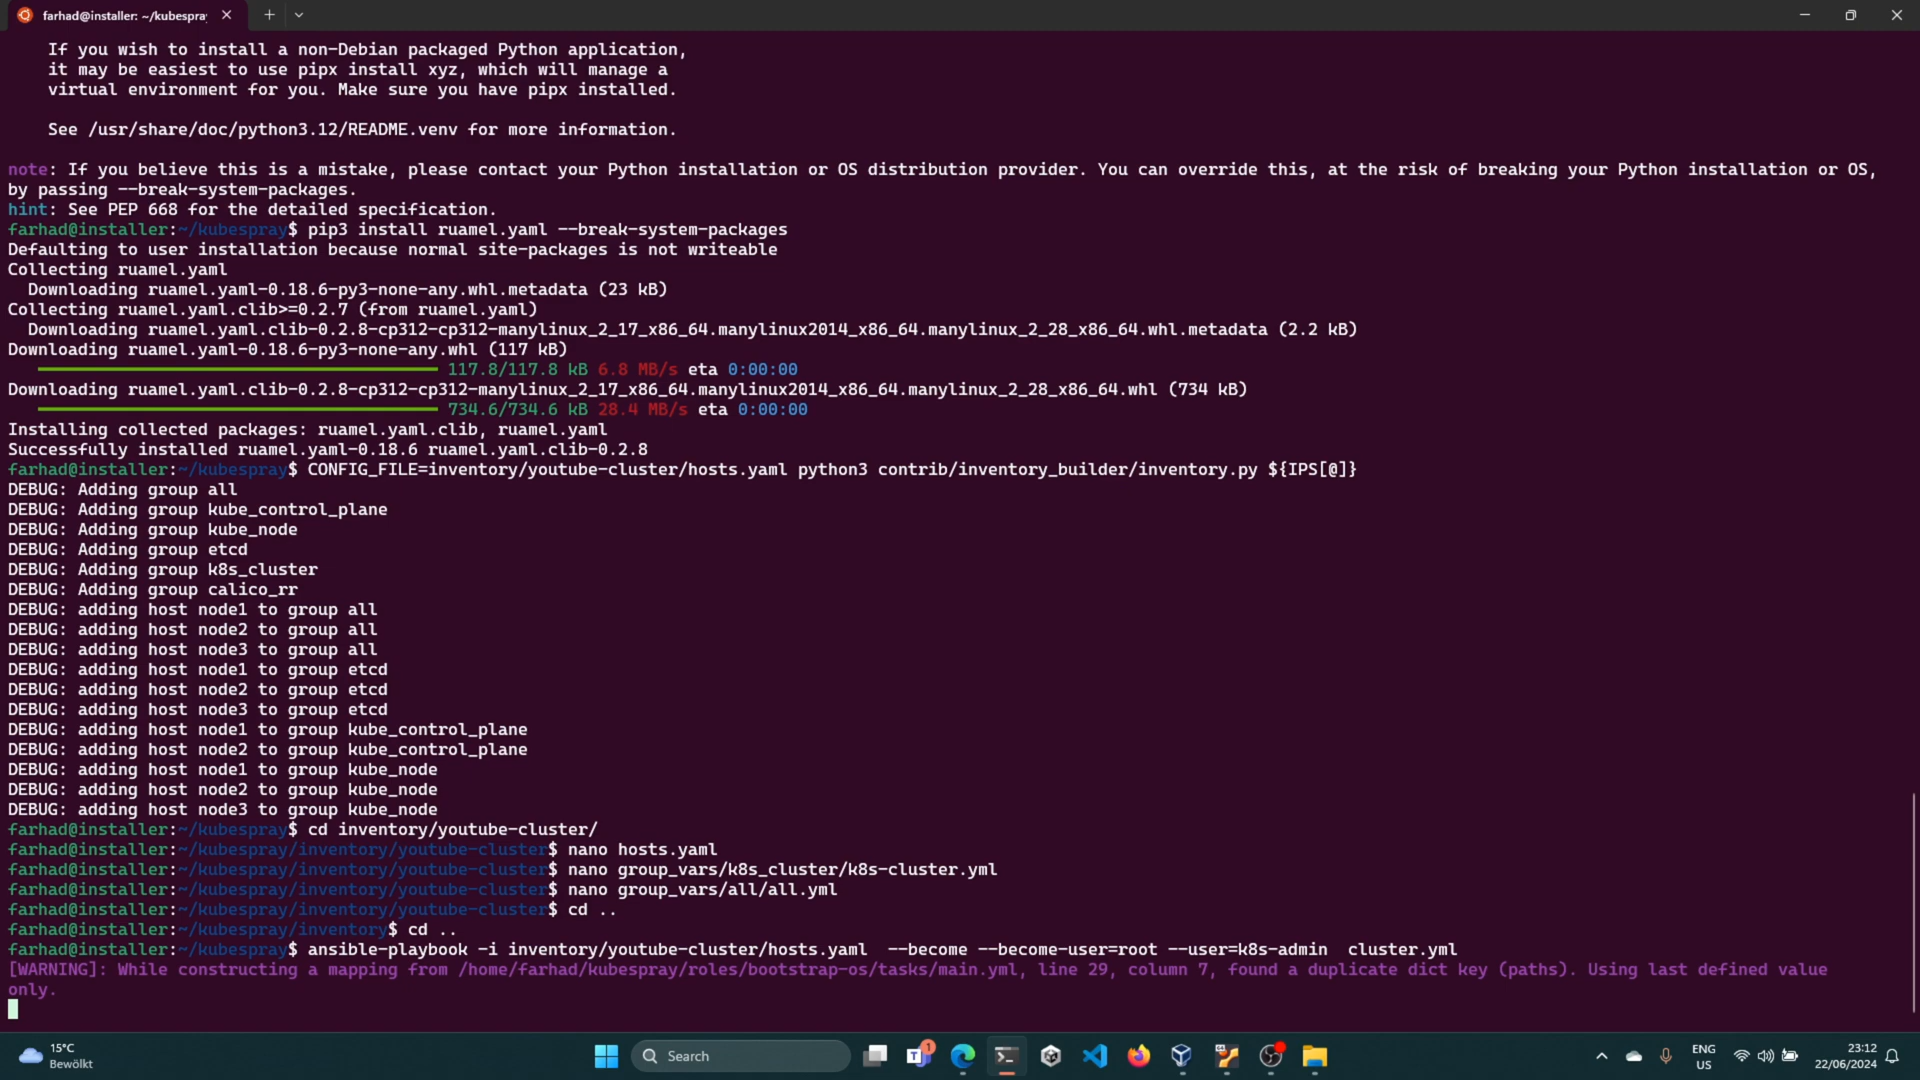 farhad@installer: ~/kubespray
If you wish to install a non-Debian packaged Python application,
it may be easiest to use pipx install xyz, which will manage a
virtual environment for you. Make sure you have pipx installed.
See /usr/share/doc/python3.12/README.venv for more information.
note: If you believe this is a mistake, please contact your Python installation or OS distribution provider. You can override this, at the risk of breaking your Python installation or OS,
by passing --break-system-packages.
hint: See PEP 668 for the detailed specification.
farhad@installer:~/kubespray$ pip3 install ruamel.yaml --break-system-packages
Defaulting to user installation because normal site-packages is not writeable
Collecting ruamel.yaml
Downloading ruamel.yaml-0.18.6-py3-none-any.whl.metadata (23 kB)
Collecting ruamel.yaml.clib>=0.2.7 (from ruamel.yaml)
Downloading ruamel.yaml.clib-0.2.8-cp312-cp312-manylinux_2_17_x86_64.manylinux2014_x86_64.manylinux_2_28_x86_64.whl.metadata (2.2 kB)
Downloading ruamel.yaml-0.18.6-py3-none-any.whl (117 kB)
117.8/117.8 kB 6.8 MB/s eta 0:00:00
Downloading ruamel.yaml.clib-0.2.8-cp312-cp312-manylinux_2_17_x86_64.manylinux2014_x86_64.manylinux_2_28_x86_64.whl (734 kB)
734.6/734.6 kB 28.4 MB/s eta 0:00:00
Installing collected packages: ruamel.yaml.clib, ruamel.yaml
Successfully installed ruamel.yaml-0.18.6 ruamel.yaml.clib-0.2.8
farhad@installer:~/kubespray$ CONFIG_FILE=inventory/youtube-cluster/hosts.yaml python3 contrib/inventory_builder/inventory.py ${IPS[@]}
DEBUG: Adding group all
DEBUG: Adding group kube_control_plane
DEBUG: Adding group kube_node
DEBUG: Adding group etcd
DEBUG: Adding group k8s_cluster
DEBUG: Adding group calico_rr
DEBUG: adding host node1 to group all
DEBUG: adding host node2 to group all
DEBUG: adding host node3 to group all
DEBUG: adding host node1 to group etcd
DEBUG: adding host node2 to group etcd
DEBUG: adding host node3 to group etcd
DEBUG: adding host node1 to group kube_control_plane
DEBUG: adding host node2 to group kube_control_plane
DEBUG: adding host node1 to group kube_node
DEBUG: adding host node2 to group kube_node
DEBUG: adding host node3 to group kube_node
farhad@installer:~/kubespray$ cd inventory/youtube-cluster/
farhad@installer:~/kubespray/inventory/youtube-cluster$ nano hosts.yaml
farhad@installer:~/kubespray/inventory/youtube-cluster$ nano group_vars/k8s_cluster/k8s-cluster.yml
farhad@installer:~/kubespray/inventory/youtube-cluster$ nano group_vars/all/all.yml
farhad@installer:~/kubespray/inventory/youtube-cluster$ cd ..
farhad@installer:~/kubespray/inventory$ cd ..
farhad@installer:~/kubespray$ ansible-playbook -i inventory/youtube-cluster/hosts.yaml  --become --become-user=root --user=k8s-admin  cluster.yml
[WARNING]: While constructing a mapping from /home/farhad/kubespray/roles/bootstrap-os/tasks/main.yml, line 29, column 7, found a duplicate dict key (paths). Using last defined value
only.
15°C
Bewölkt
Search
1
ENG
US
23:12
22/06/2024